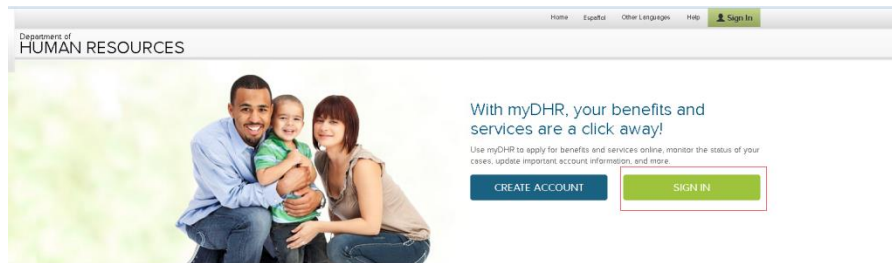 Home Español Other Languages Help Sign In
Department of
HUMAN RESOURCES
With myDHR, your benefits and
services are a click away!
Use myDHR to apply for benefits and services online, monitor the status of your
cases, update important account information, and more.
CREATE ACCOUNT SIGN IN